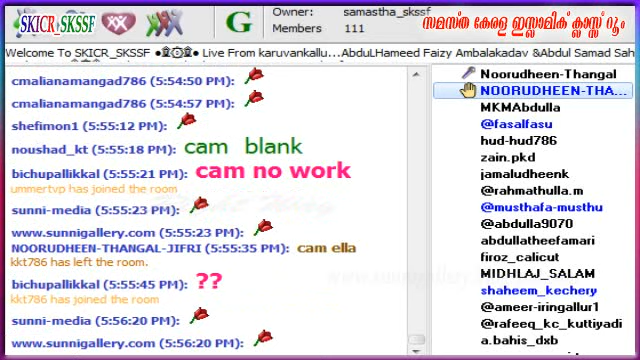 SKICR SKSSF
G
Owner: samastha_skssf
Members 111
സമസ്ത കേരള ഇസ്ലാമിക് ക്ലാസ്സ് റൂം
Welcome To SKICR_SKSSF Live From karuvankallu...AbduLHameed Faizy Ambalakadav &Abdul Samad Sah
cmalianamangad786 (5:54:50 PM):
cmalianamangad786 (5:54:57 PM):
shefimon1 (5:55:12 PM):
noushad_kt (5:55:18 PM): cam blank
bichupallikkal (5:55:21 PM): cam no work
ummertvp has joined the room
sunni-media (5:55:23 PM):
www.sunnigallery.com (5:55:23 PM):
NOORUDHEEN-THANGAL-JIFRI (5:55:35 PM): cam ella
kkt786 has left the room.
bichupallikkal (5:55:45 PM): ??
kkt786 has joined the room
sunni-media (5:56:20 PM):
www.sunnigallery.com (5:56:20 PM):
Noorudheen-Thangal
NOORUDHEEN-THA...
MKMAbdulla
@fasalfasu
hud-hud786
zain.pkd
jamaludheenk
@rahmathulla.m
@musthafa-musthu
@abdulla9070
abdullatheefamari
firoz_calicut
MIDHLAJ_SALAM
shaheem_kechery
@ameer-iringallur1
@rafeeq_kc_kuttiyadi
a.bahis_dxb